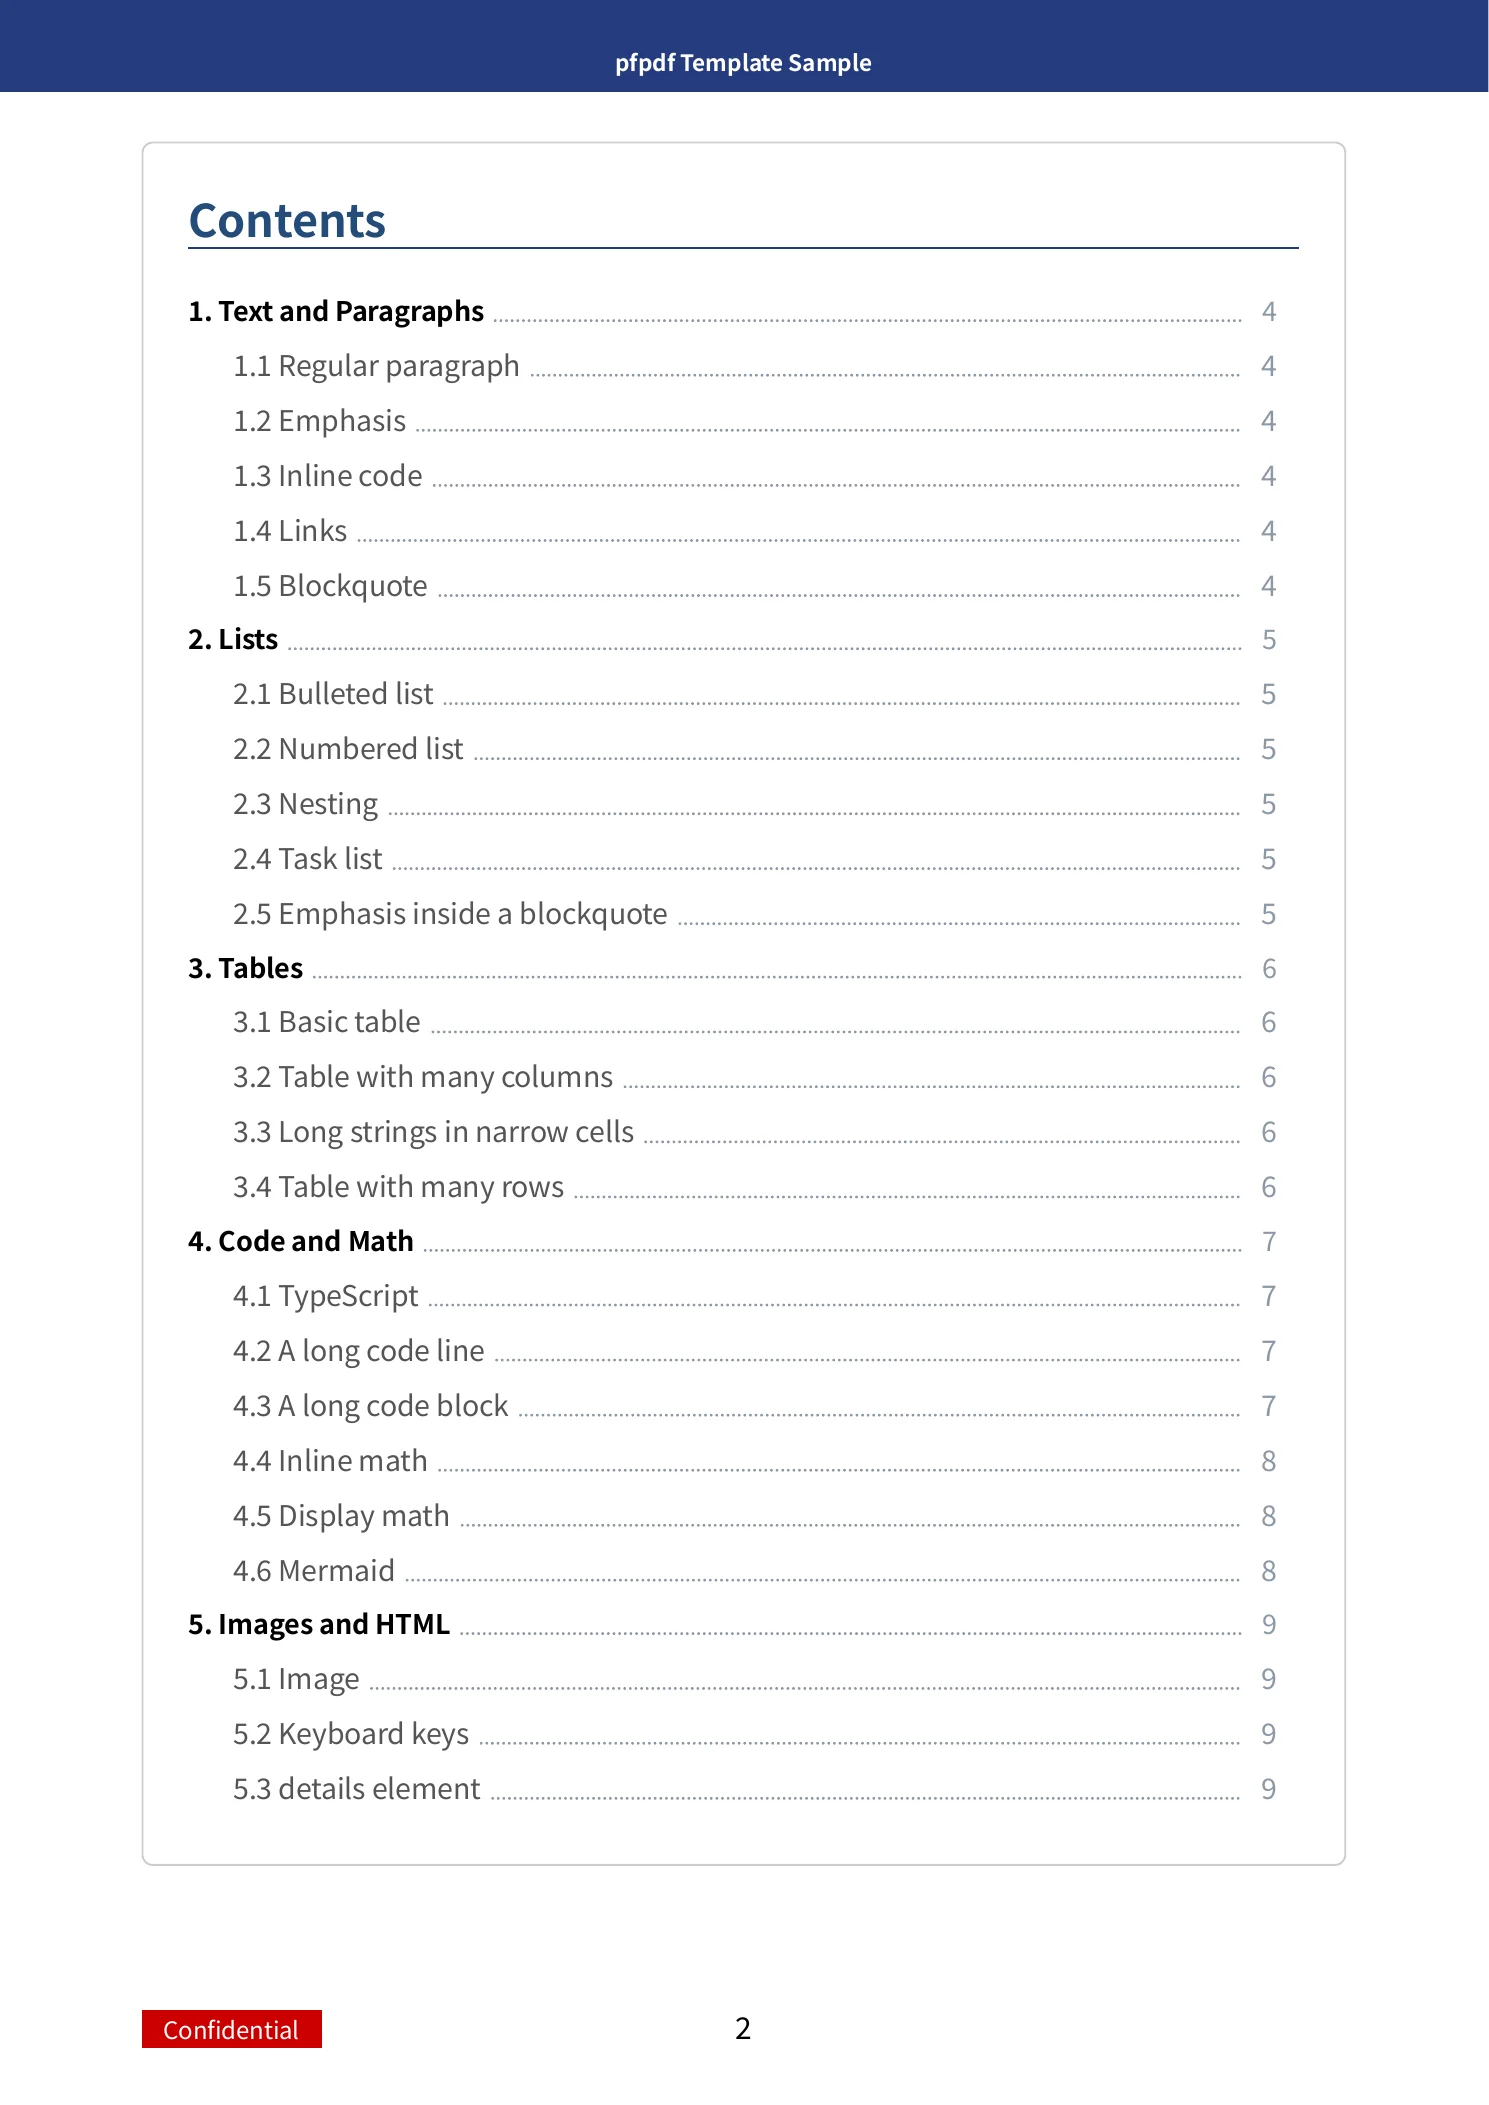 pfpdf Template Sample
Contents
1. Text and Paragraphs 4
1.1 Regular paragraph 4
1.2 Emphasis 4
1.3 Inline code 4
1.4 Links 4
1.5 Blockquote 4
2. Lists 5
2.1 Bulleted list 5
2.2 Numbered list 5
2.3 Nesting 5
2.4 Task list 5
2.5 Emphasis inside a blockquote 5
3. Tables 6
3.1 Basic table 6
3.2 Table with many columns 6
3.3 Long strings in narrow cells 6
3.4 Table with many rows 6
4. Code and Math 7
4.1 TypeScript 7
4.2 A long code line 7
4.3 A long code block 7
4.4 Inline math 8
4.5 Display math 8
4.6 Mermaid 8
5. Images and HTML 9
5.1 Image 9
5.2 Keyboard keys 9
5.3 details element 9
Confidential 2